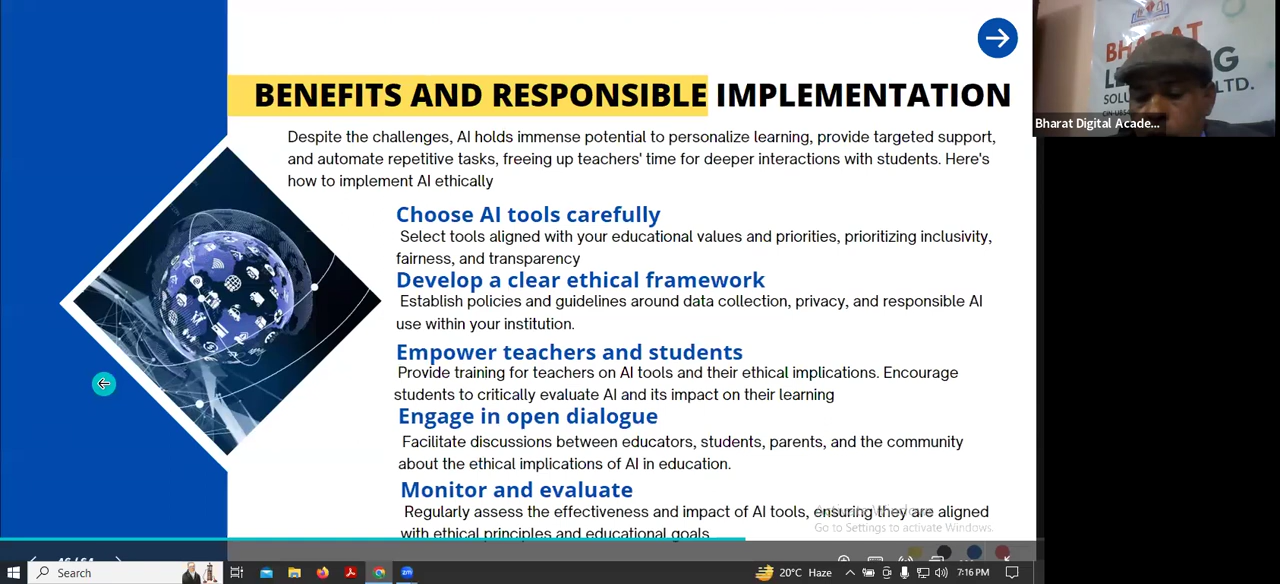 BENEFITS AND RESPONSIBLE IMPLEMENTATION
Despite the challenges, AI holds immense potential to personalize learning, provide targeted support,
and automate repetitive tasks, freeing up teachers' time for deeper interactions with students. Here's
how to implement AI ethically
Choose AI tools carefully
Select tools aligned with your educational values and priorities, prioritizing inclusivity,
fairness, and transparency
Develop a clear ethical framework
Establish policies and guidelines around data collection, privacy, and responsible AI
use within your institution.
Empower teachers and students
Provide training for teachers on AI tools and their ethical implications. Encourage
students to critically evaluate AI and its impact on their learning
Engage in open dialogue
Facilitate discussions between educators, students, parents, and the community
about the ethical implications of AI in education.
Monitor and evaluate
Regularly assess the effectiveness and impact of AI tools, ensuring they are aligned
with ethical principles and educational goals
Activate Windows
Go to Settings to activate Windows.
Bharat Digital Acade...
LTD.
Search
20°C Haze
7:16 PM